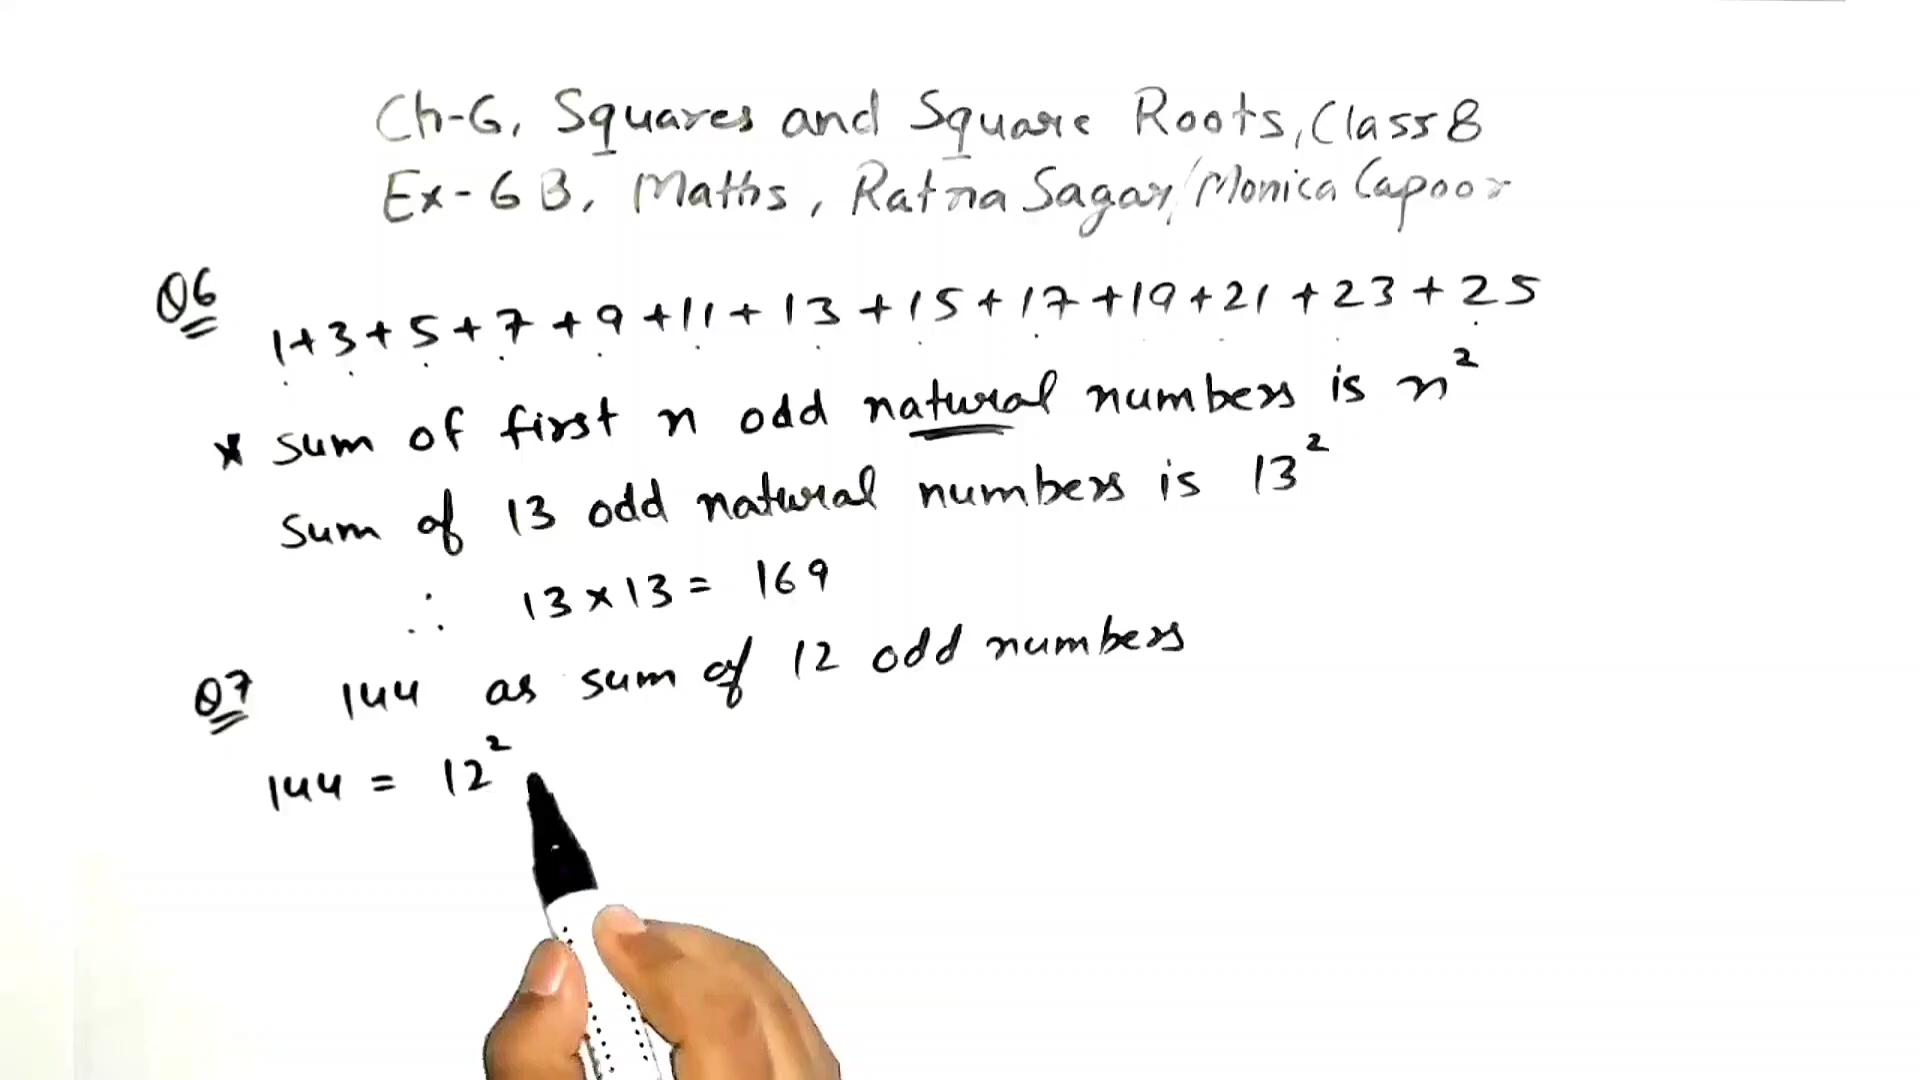 Ch-6, Squares and Square Roots, Class 8
Ex-6B, Maths, Ratna Sagar/Monica Capoor
Q6
1+3+5+7+9+11+13+15+17+19+21+23+25
* sum of first n odd natural numbers is n²
Sum of 13 odd natural numbers is 13²
∴ 13×13 = 169
Q7 144 as sum of 12 odd numbers
144 = 12²